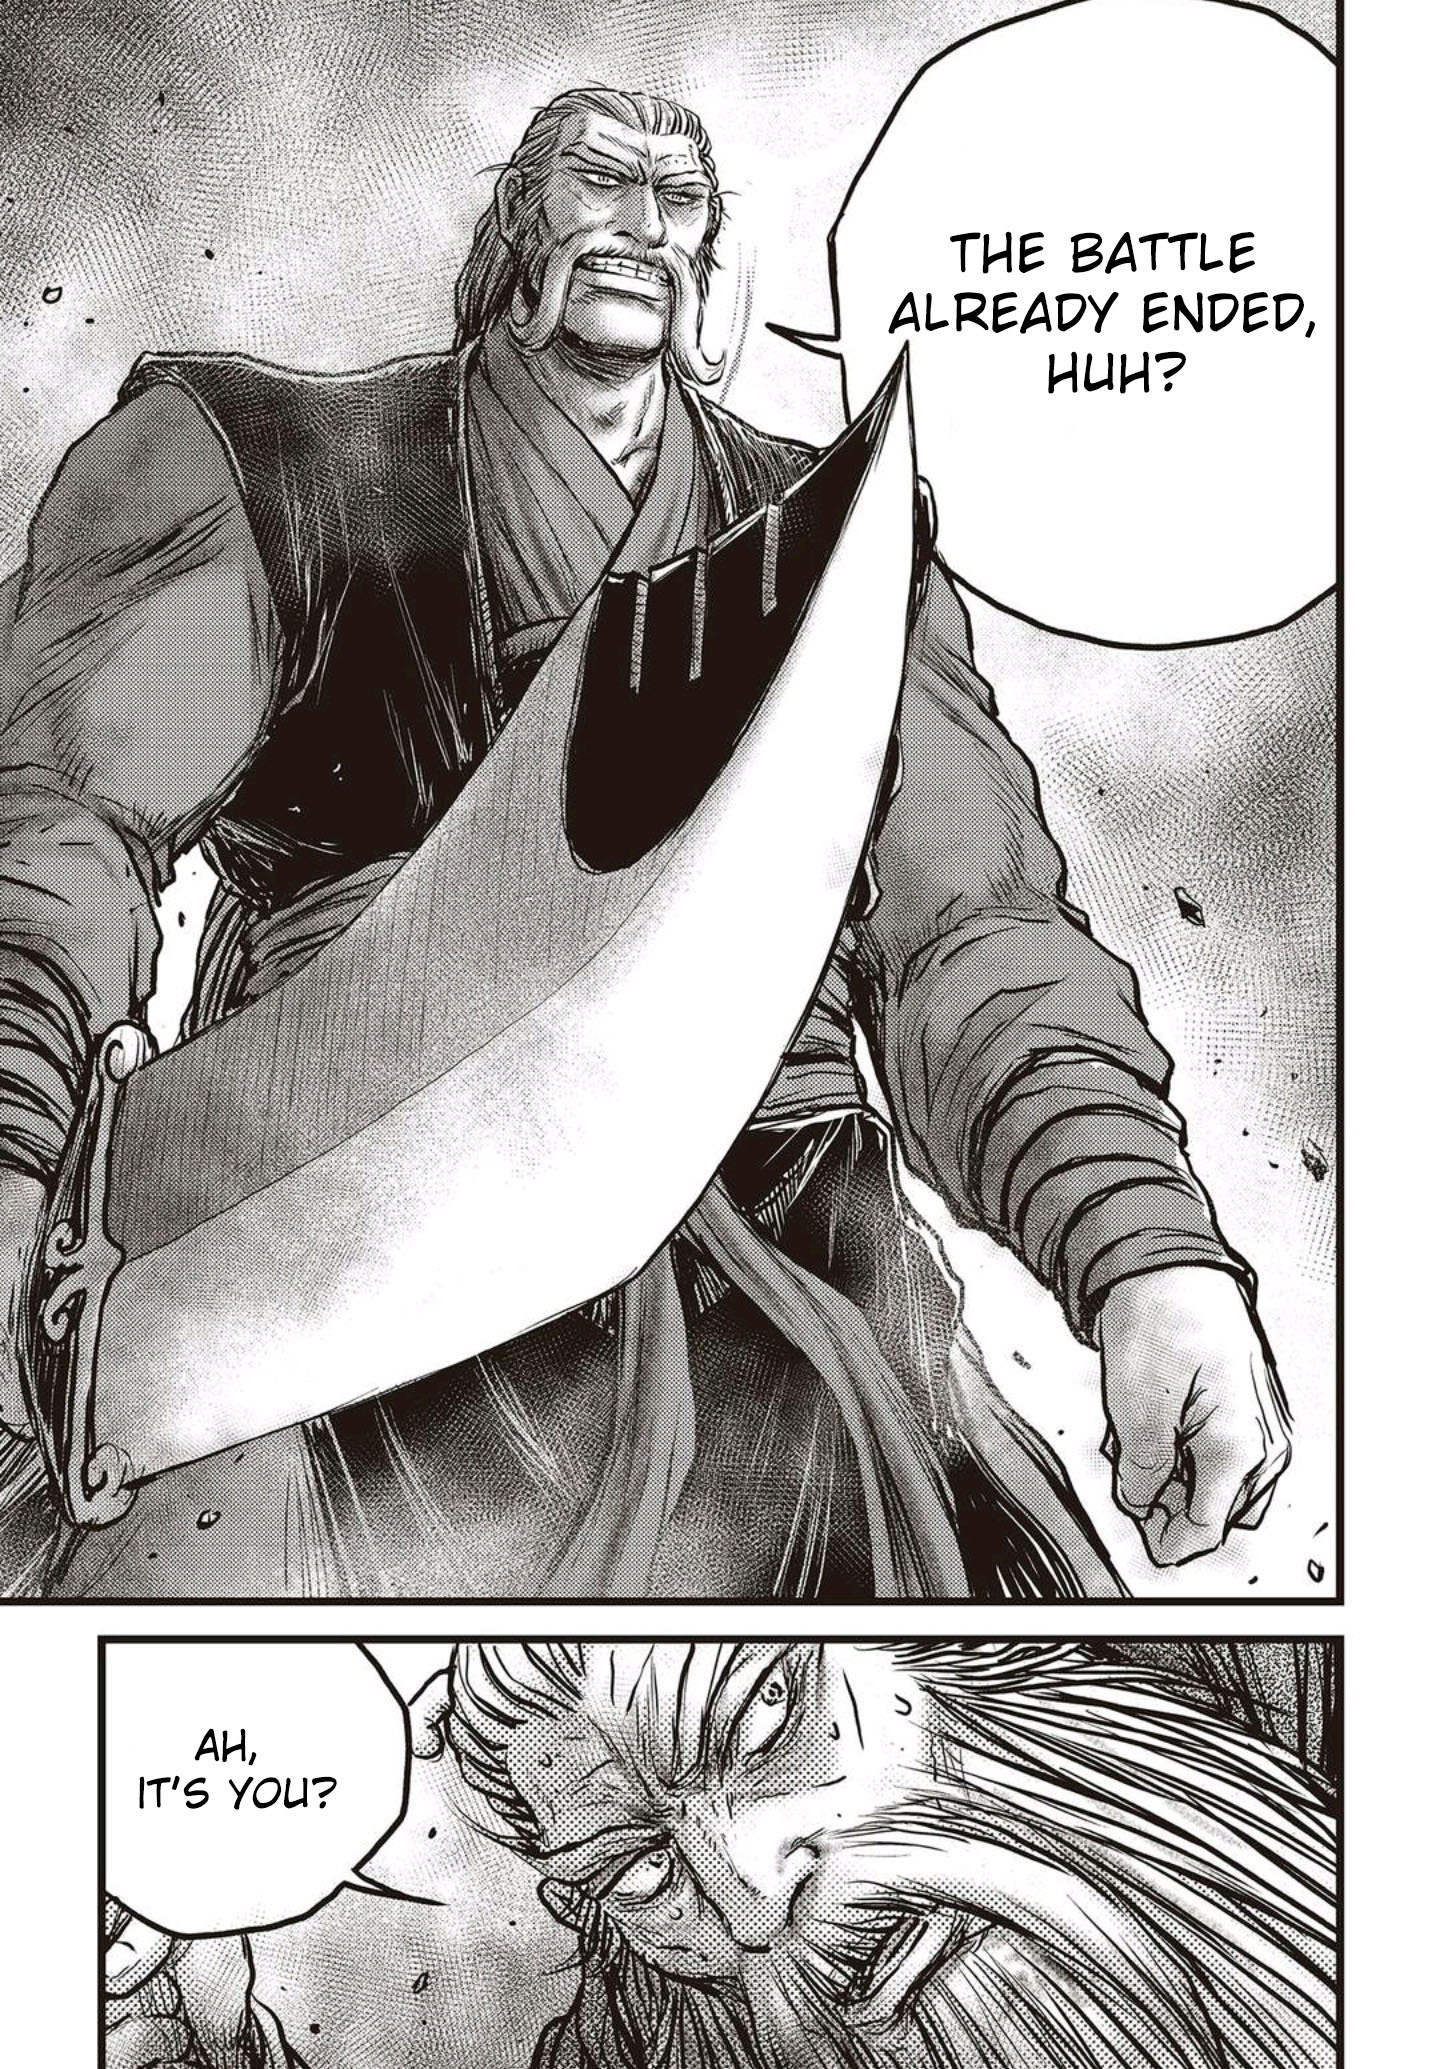 THE BATTLE
ALREADY ENDED,
HUH?
AH,
IT'S YOU?